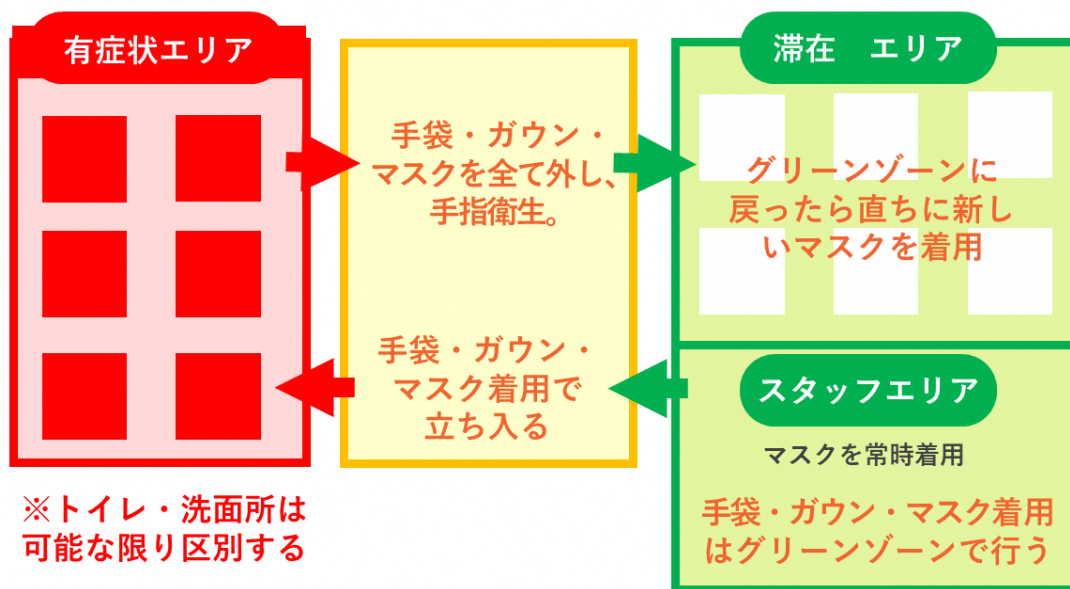 有症状エリア
手袋・ガウン・
マスクを全て外し、
手指衛生。
手袋・ガウン・
マスク着用で
立ち入る
滞在　エリア
グリーンゾーンに
戻ったら直ちに新し
いマスクを着用
スタッフエリア
マスクを常時着用
手袋・ガウン・マスク着用
はグリーンゾーンで行う
※トイレ・洗面所は
可能な限り区別する